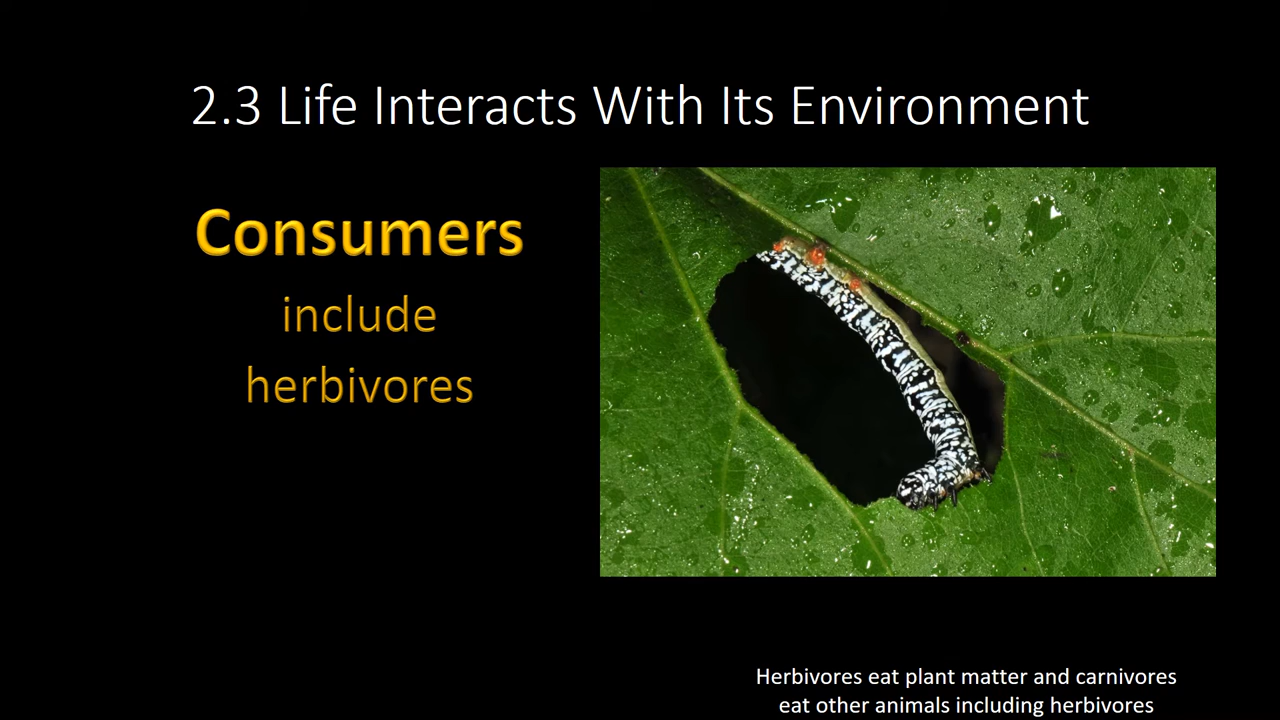 2.3 Life Interacts With Its Environment
Consumers
include
herbivores
Herbivores eat plant matter and carnivores
eat other animals including herbivores